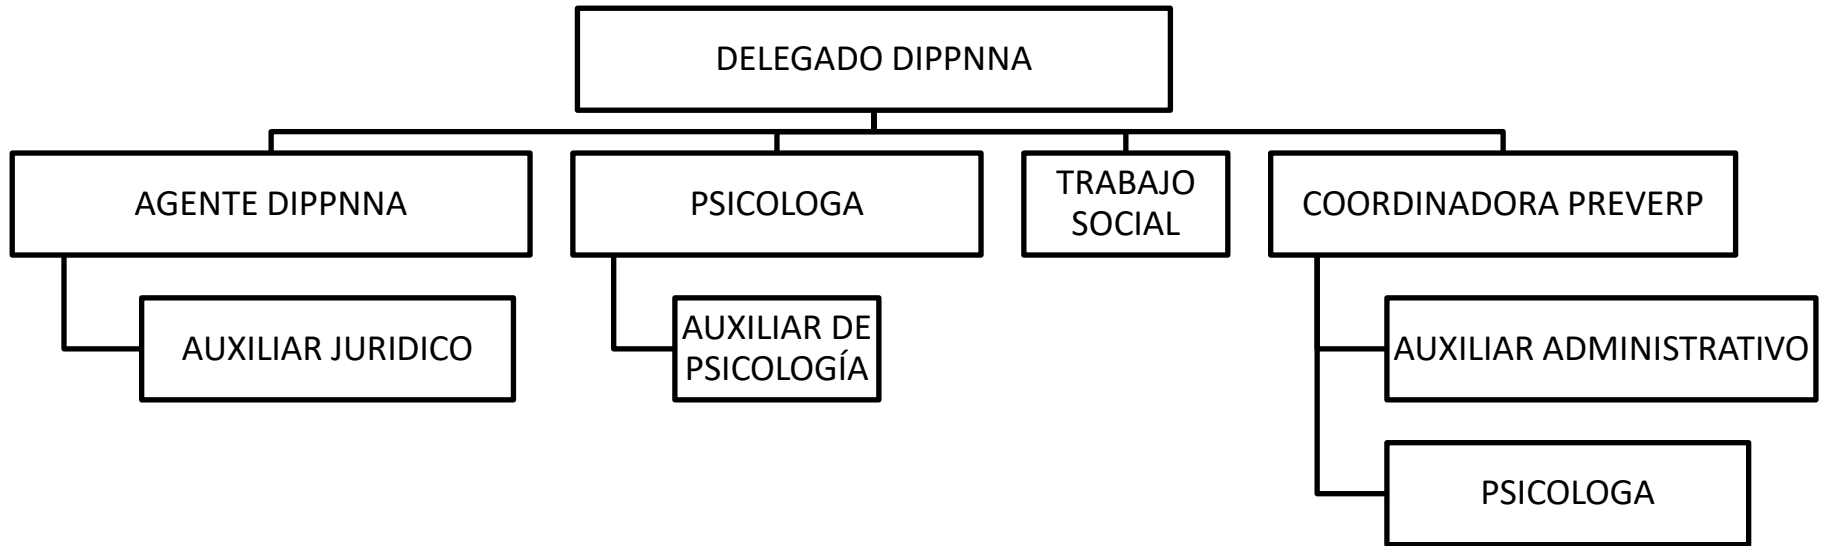 DELEGADO DIPPNNA
AGENTE DIPPNNA
PSICOLOGA
TRABAJO
SOCIAL
COORDINADORA PREVERP
AUXILIAR JURIDICO
AUXILIAR DE
PSICOLOGÍA
AUXILIAR ADMINISTRATIVO
PSICOLOGA